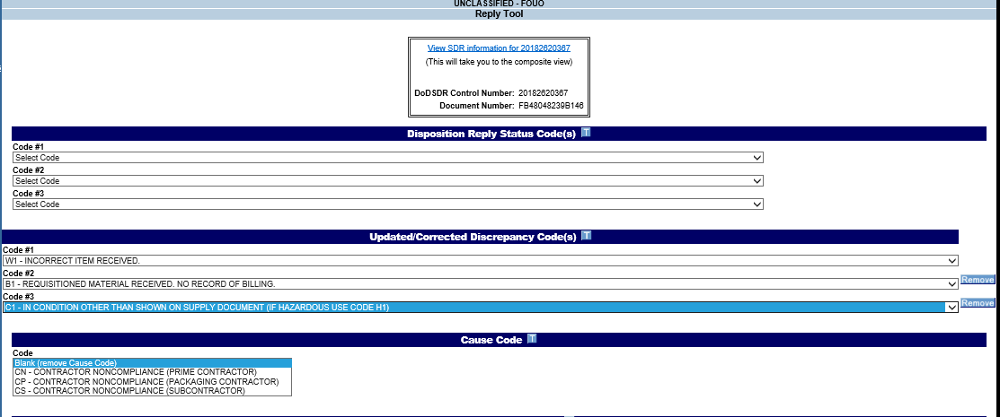 UNCLASSIFIED - FOUO
Reply Tool
View SDR information for 20182620367
(This will take you to the composite view)
DoDSDR Control Number: 20182620367
Document Number: FB48048239B146
Disposition Reply Status Code(s) T
Code #1
Select Code
Code #2
Select Code
Code #3
Select Code
Updated/Corrected Discrepancy Code(s) T
Code #1
W1 - INCORRECT ITEM RECEIVED.
Code #2
B1 - REQUISITIONED MATERIAL RECEIVED. NO RECORD OF BILLING. Remove
Code #3
C1 - IN CONDITION OTHER THAN SHOWN ON SUPPLY DOCUMENT (IF HAZARDOUS USE CODE H1) Remove
Cause Code T
Code
Blank (remove Cause Code)
CN - CONTRACTOR NONCOMPLIANCE (PRIME CONTRACTOR)
CP - CONTRACTOR NONCOMPLIANCE (PACKAGING CONTRACTOR)
CS - CONTRACTOR NONCOMPLIANCE (SUBCONTRACTOR)